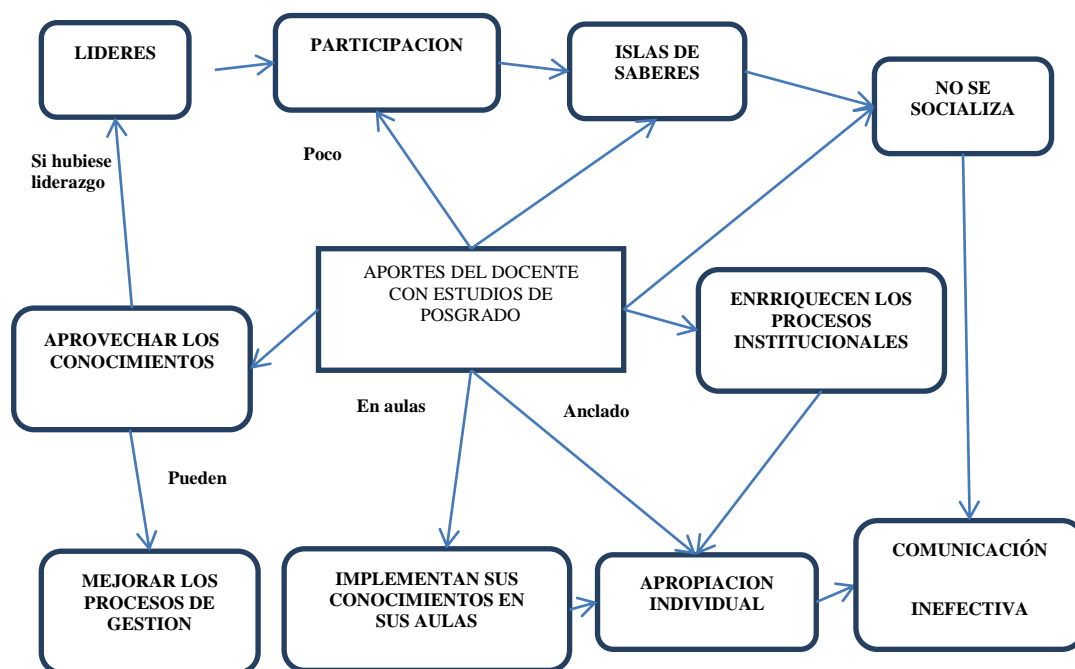 LIDERES
PARTICIPACION
ISLAS DE
SABERES
NO SE
SOCIALIZA
Si hubiese
liderazgo
Poco
APORTES DEL DOCENTE
CON ESTUDIOS DE
POSGRADO
ENRRIQUECEN LOS
PROCESOS
INSTITUCIONALES
APROVECHAR LOS
CONOCIMIENTOS
En aulas
Anclado
Pueden
MEJORAR LOS
PROCESOS DE
GESTION
IMPLEMENTAN SUS
CONOCIMIENTOS EN
SUS AULAS
APROPIACION
INDIVIDUAL
COMUNICACIÓN
INEFECTIVA